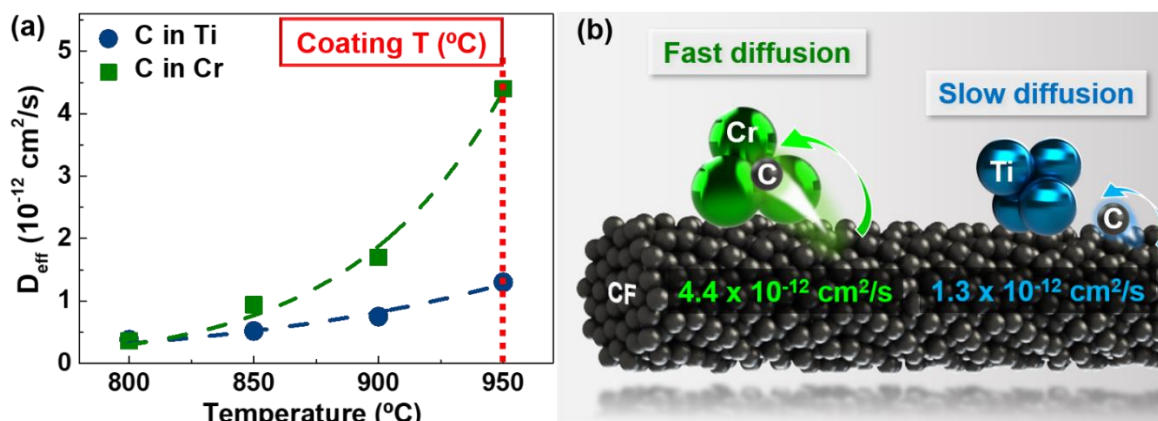 (a)
C in Ti
C in Cr
Coating T (ºC)
D_eff (10⁻¹² cm²/s)
5
4
3
2
1
0
800
850
900
950
Temperature (ºC)
(b)
Fast diffusion
Slow diffusion
Cr
C
Ti
C
CF
4.4 x 10⁻¹² cm²/s
1.3 x 10⁻¹² cm²/s